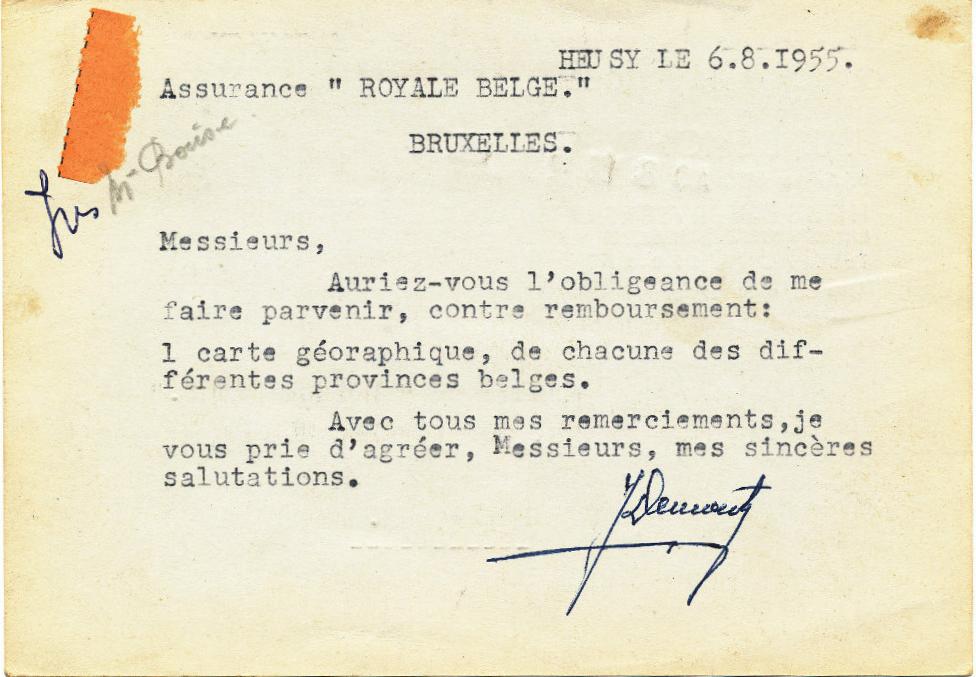 HEUSY LE 6.8.1955.
Assurance " ROYALE BELGE."
BRUXELLES.
Messieurs,
Auriez-vous l'obligeance de me
faire parvenir, contre remboursement:
1 carte géoraphique, de chacune des dif-
férentes provinces belges.
Avec tous mes remerciements,je
vous prie d'agréer, Messieurs, mes sincères
salutations.